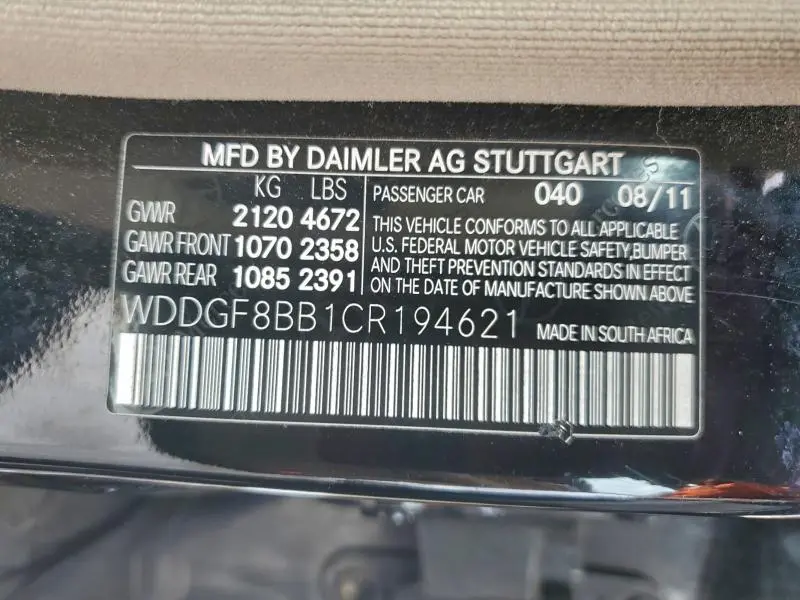 MFD BY DAIMLER AG STUTTGART
KG LBS
GVWR 2120 4672
GAWR FRONT 1070 2358
GAWR REAR 1085 2391
PASSENGER CAR 040 08/11
THIS VEHICLE CONFORMS TO ALL APPLICABLE
U.S. FEDERAL MOTOR VEHICLE SAFETY,BUMPER
AND THEFT PREVENTION STANDARDS IN EFFECT
ON THE DATE OF MANUFACTURE SHOWN ABOVE.
WDDGF8BB1CR194621 MADE IN SOUTH AFRICA